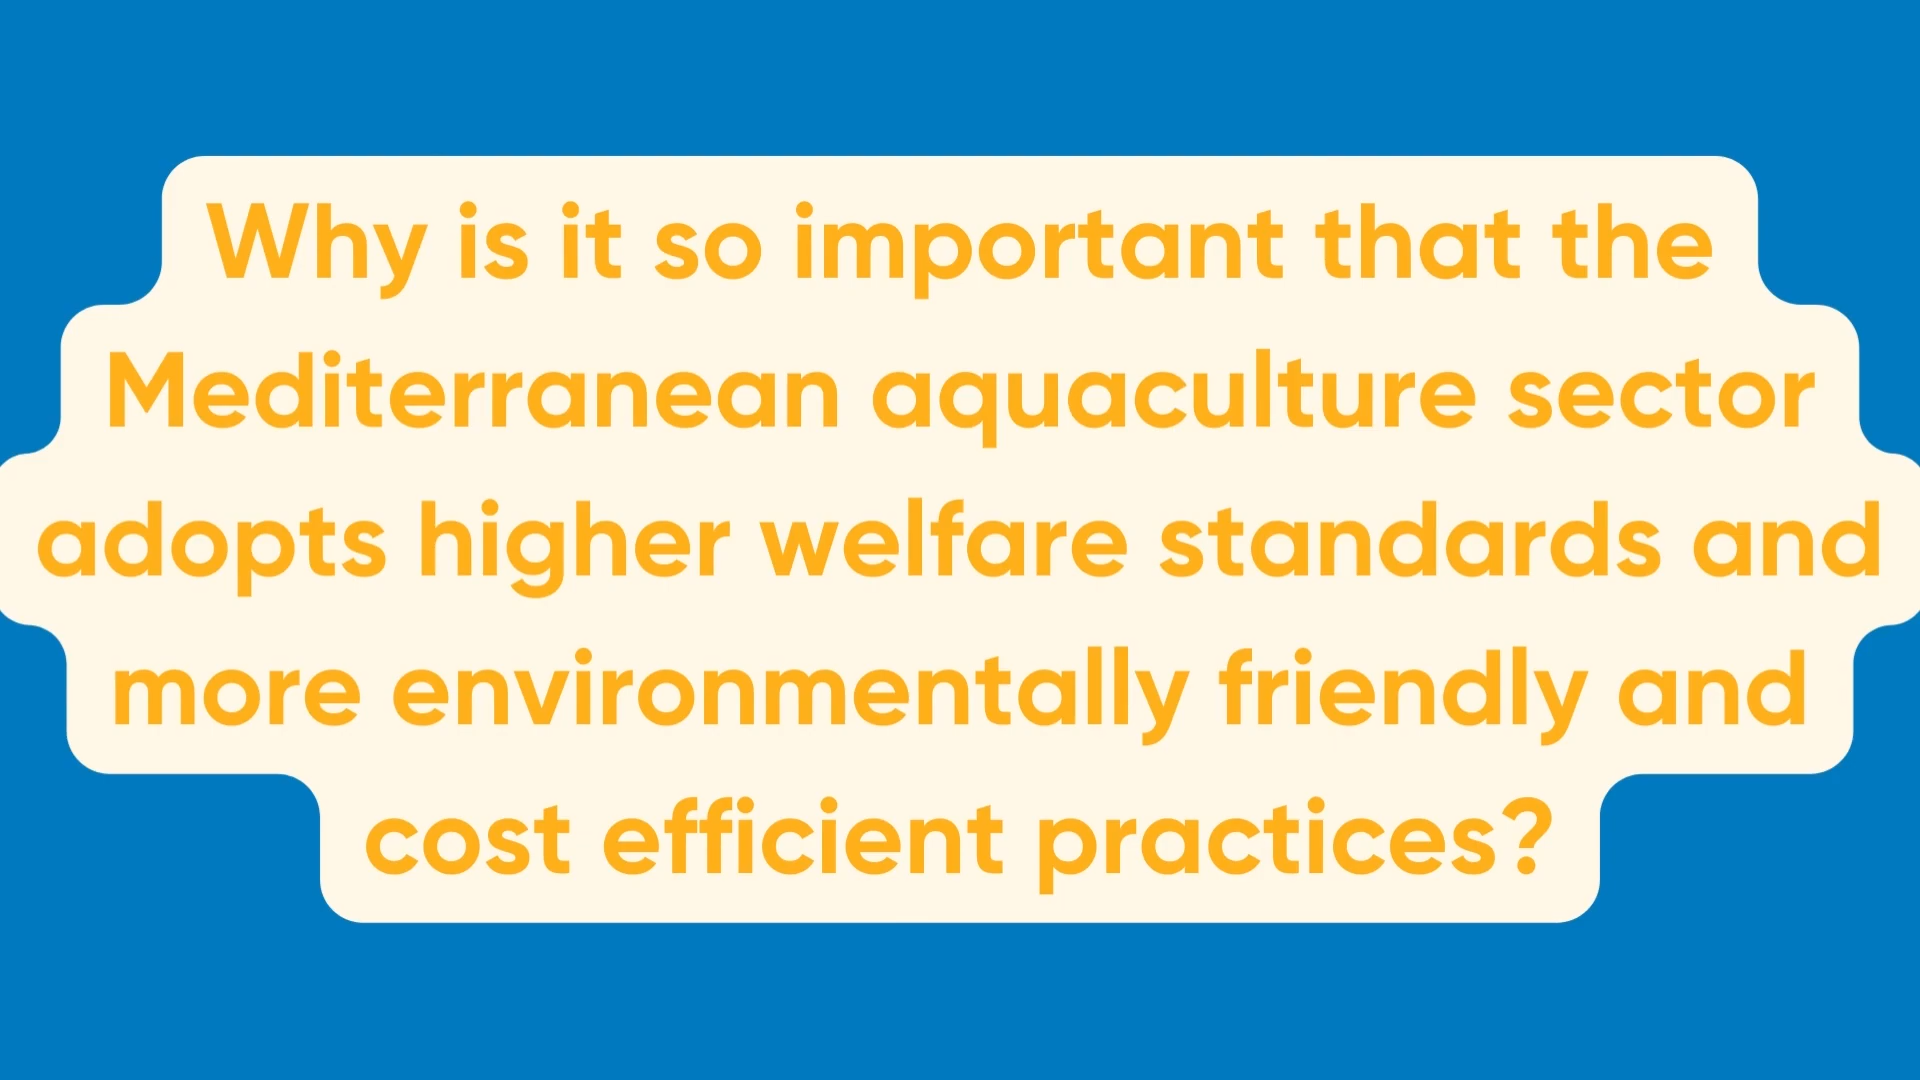 Why is it so important that the
Mediterranean aquaculture sector
adopts higher welfare standards and
more environmentally friendly and
cost efficient practices?